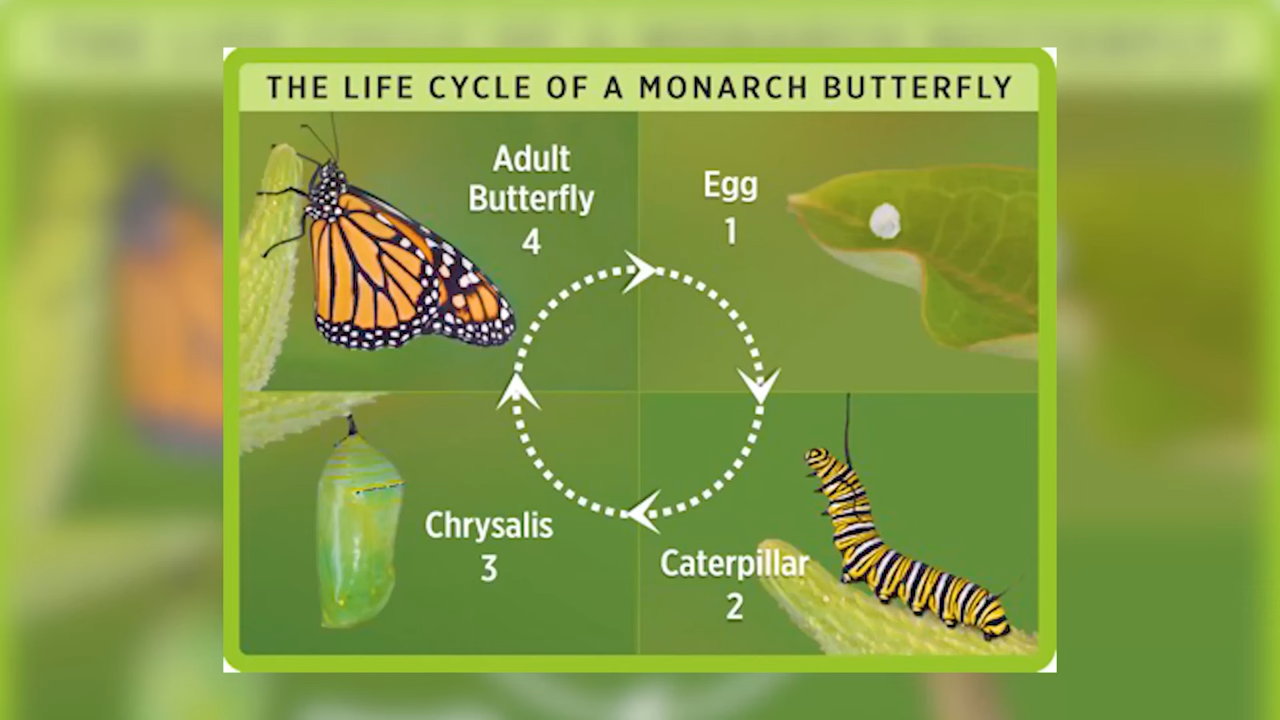 THE LIFE CYCLE OF A MONARCH BUTTERFLY
Adult
Butterfly
4
Egg
1
Chrysalis
3
Caterpillar
2